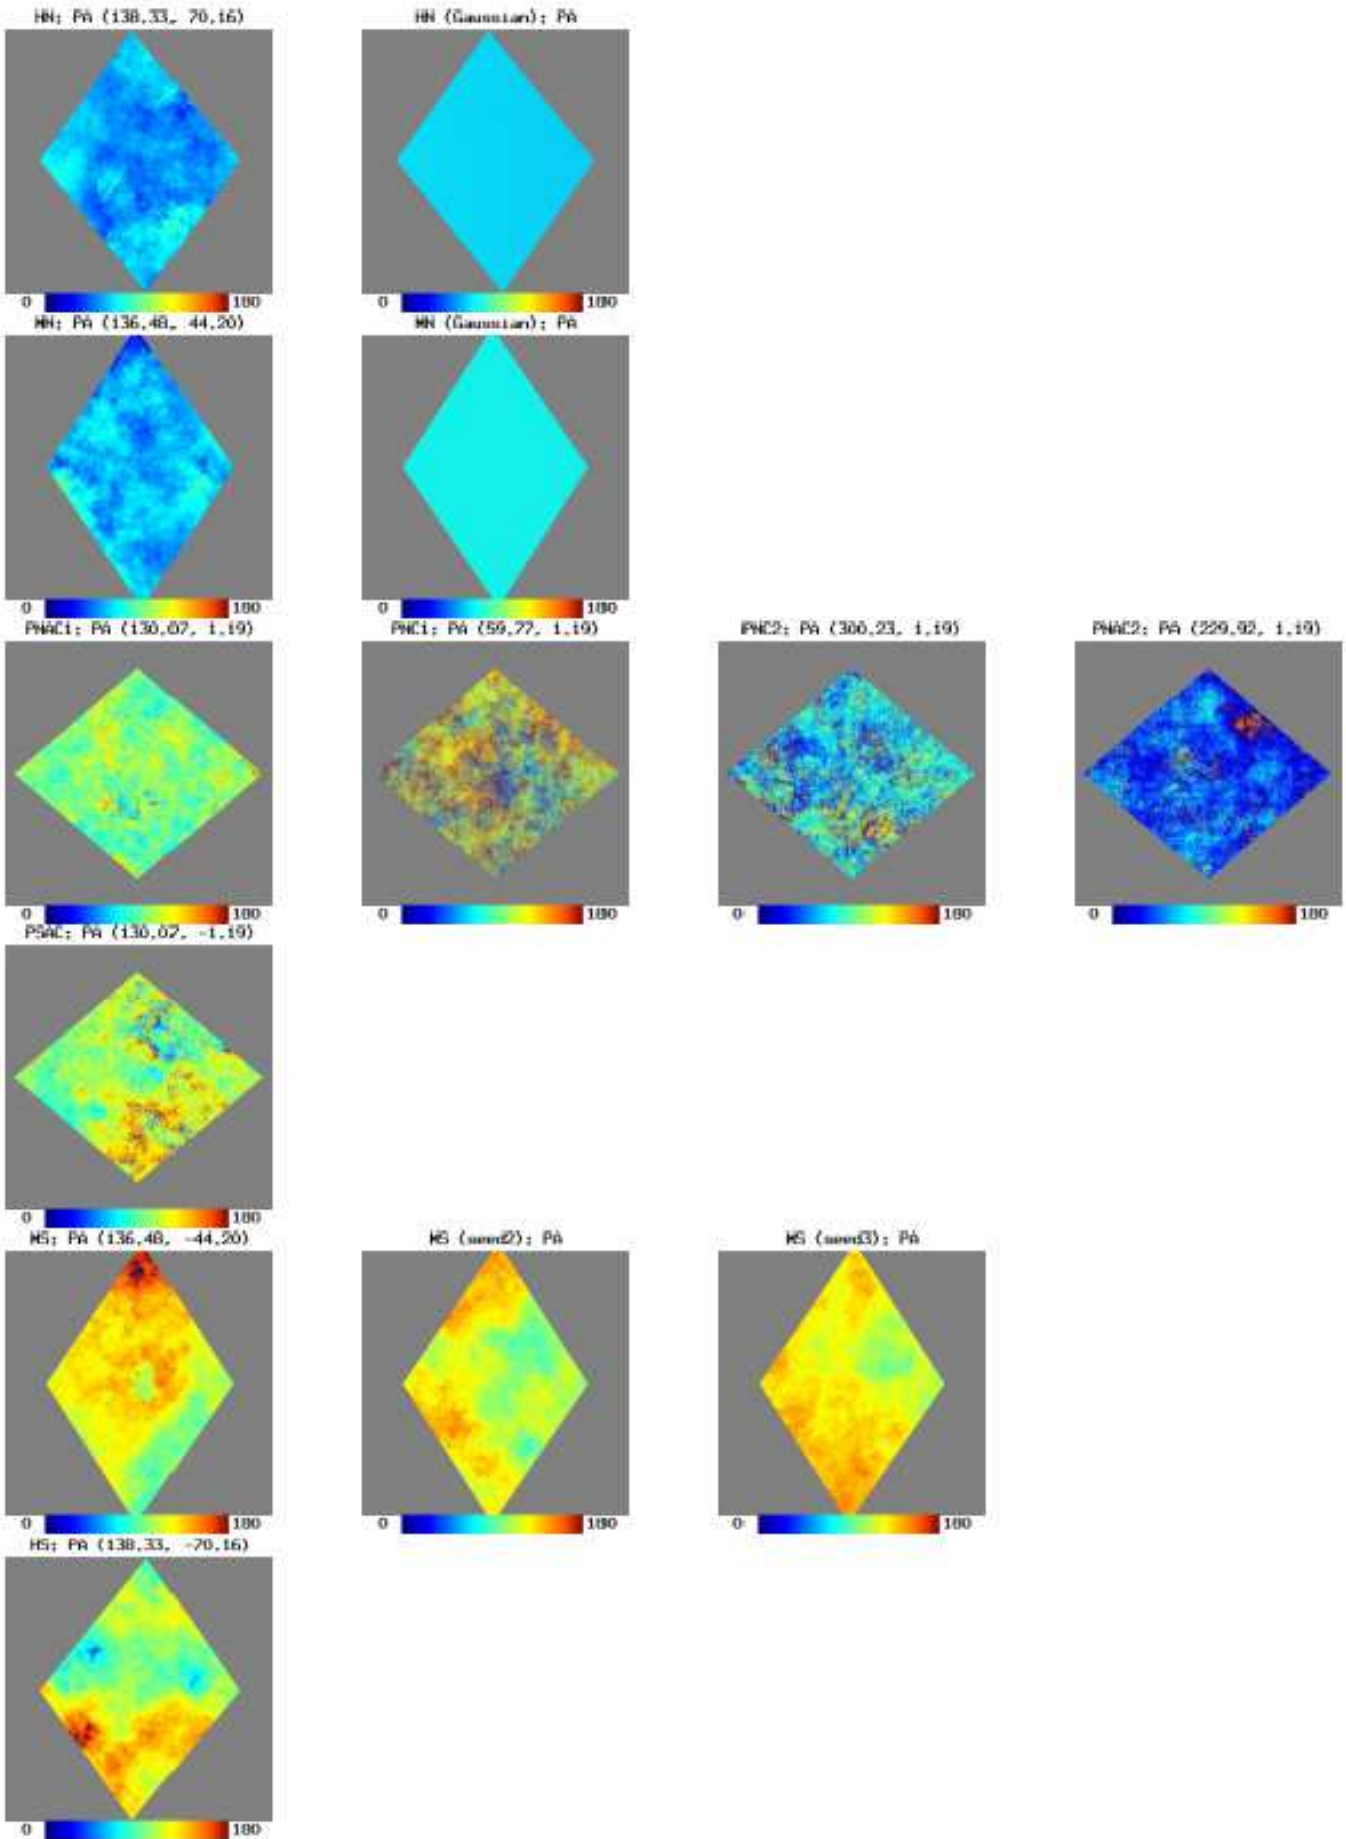 HN; PA (138.33, 70.16) HN (Gaussian); PA
0 180 0 180
MN; PA (136.48, 44.20) MN (Gaussian); PA
0 180 0 180
PNAC1; PA (130.07, 1.19) PNC1; PA (59.77, 1.19) PNC2; PA (300.23, 1.19) PNAC2; PA (229.92, 1.19)
0 180 0 180 0 180 0 180
PSAC; PA (130.07, -1.19)
0 180
MS; PA (136.48, -44.20) MS (seed2); PA MS (seed3); PA
0 180 0 180 0 180
HS; PA (138.33, -70.16)
0 180